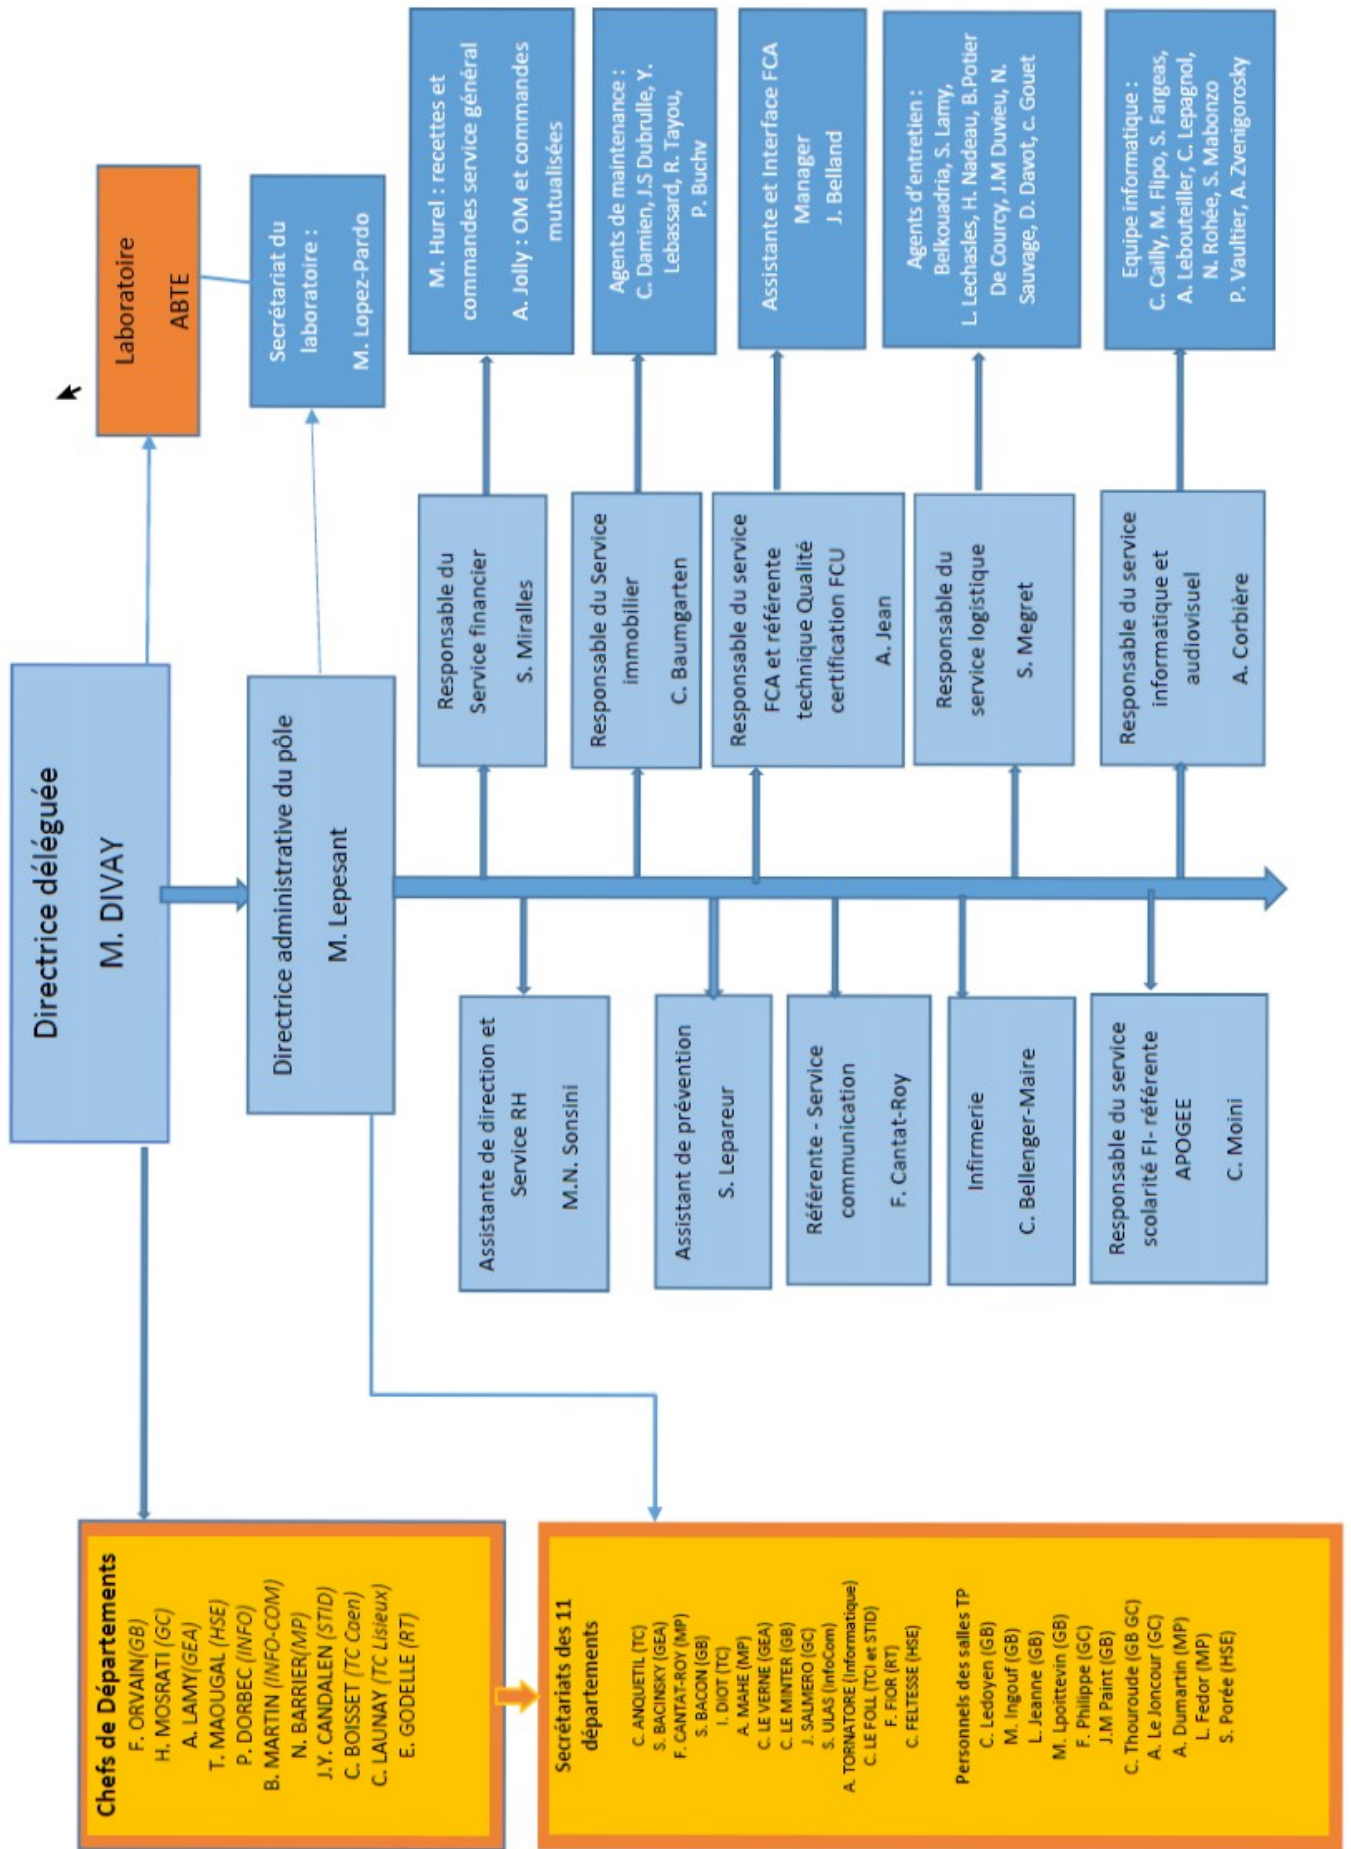 Directrice déléguée
M. DIVAY
Laboratoire
ABTE
Directrice administrative du pôle
M. Lepesant
Secrétariat du
laboratoire :
M. Lopez-Pardo
Chefs de Départements
F. ORVAIN(GB)
H. MOSRATI (GC)
A. LAMY(GEA)
T. MAOUGAL (HSE)
P. DORBEC (INFO)
B. MARTIN (INFO-COM)
N. BARRIER(MP)
J.Y. CANDALEN (STID)
C. BOISSET (TC Caen)
C. LAUNAY (TC Lisieux)
E. GODELLE (RT)
Secrétariats des 11
départements
C. ANQUETIL (TC)
S. BACINSKY (GEA)
F. CANTAT-ROY (MP)
S. BACON (GB)
I. DIOT (TC)
A. MAHE (MP)
C. LE VERNE (GEA)
C. LE MINTER (GB)
J. SALMERO (GC)
S. ULAS (InfoCom)
A. TORNATORE (Informatique)
C. LE FOLL (TCI et STID)
F. FIOR (RT)
C. FELTESSE (HSE)
Personnels des salles TP
C. Ledoyen (GB)
M. Ingouf (GB)
L. Jeanne (GB)
M. Lpoittevin (GB)
F. Philippe (GC)
J.M Paint (GB)
C. Thouroude (GB GC)
A. Le Joncour (GC)
A. Dumartin (MP)
L. Fedor (MP)
S. Porée (HSE)
Assistante de direction et
Service RH
M.N. Sonsini
Assistant de prévention
S. Lepareur
Référente - Service
communication
F. Cantat-Roy
Infirmerie
C. Bellenger-Maire
Responsable du service
scolarité FI- référente
APOGEE
C. Moini
Responsable du
Service financier
S. Miralles
Responsable du Service
immobilier
C. Baumgarten
Responsable du service
FCA et référente
technique Qualité
certification FCU
A. Jean
Responsable du
service logistique
S. Megret
Responsable du service
informatique et
audiovisuel
A. Corbière
M. Hurel : recettes et
commandes service général
A. Jolly : OM et commandes
mutualisées
Agents de maintenance :
C. Damien, J.S Dubrulle, Y.
Lebassard, R. Tayou,
P. Buchv
Assistante et Interface FCA
Manager
J. Belland
Agents d'entretien :
Belkouadria, S. Lamy,
L. Lechasles, H. Nadeau, B.Potier
De Courcy, J.M Duvieu, N.
Sauvage, D. Davot, c. Gouet
Equipe informatique :
C. Cailly, M. Flipo, S. Fargeas,
A. Lebouteiller, C. Lepagnol,
N. Rohée, S. Mabonzo
P. Vaultier, A. Zvenigorosky